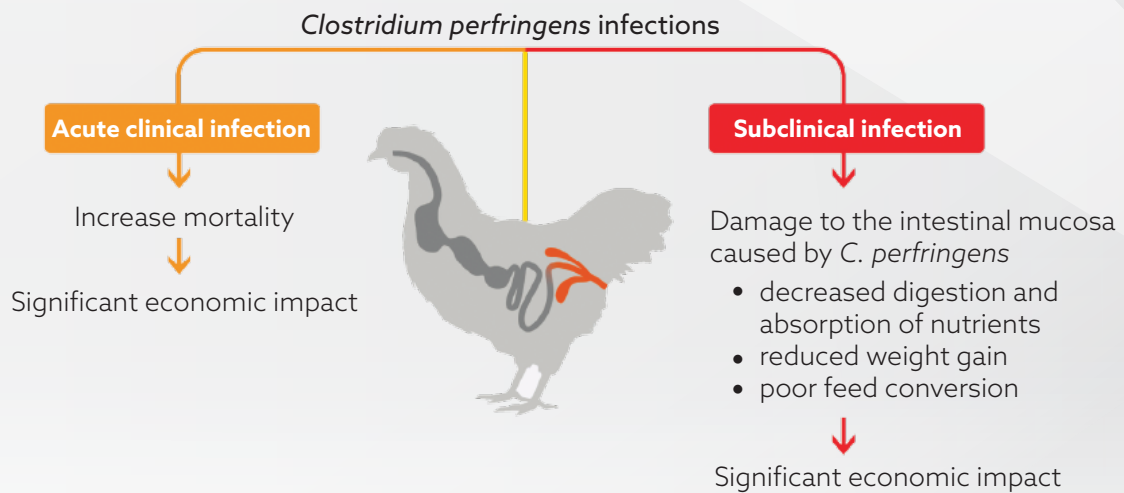 Clostridium perfringens infections
Acute clinical infection
Increase mortality
Significant economic impact
Subclinical infection
Damage to the intestinal mucosa
caused by C. perfringens
• decreased digestion and
absorption of nutrients
• reduced weight gain
• poor feed conversion
Significant economic impact